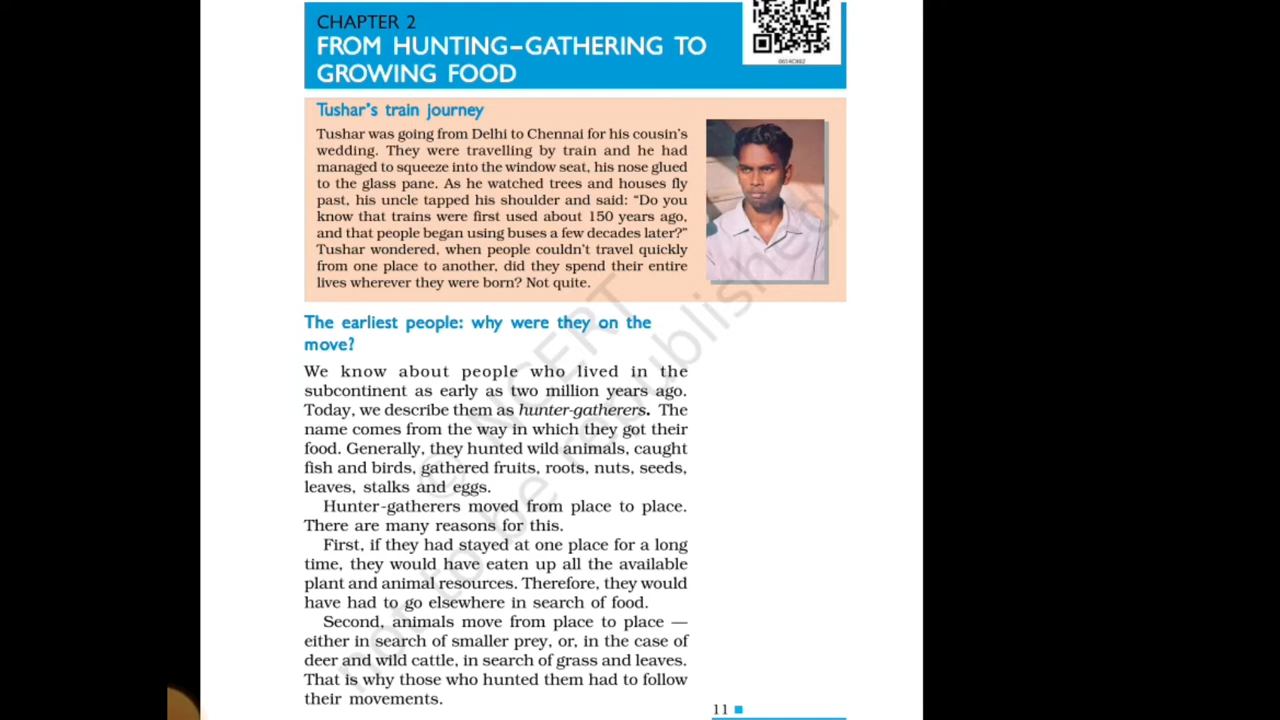 CHAPTER 2
FROM HUNTING–GATHERING TO
GROWING FOOD
Tushar's train journey
Tushar was going from Delhi to Chennai for his cousin's
wedding. They were travelling by train and he had
managed to squeeze into the window seat, his nose glued
to the glass pane. As he watched trees and houses fly
past, his uncle tapped his shoulder and said: “Do you
know that trains were first used about 150 years ago,
and that people began using buses a few decades later?”
Tushar wondered, when people couldn't travel quickly
from one place to another, did they spend their entire
lives wherever they were born? Not quite.
The earliest people: why were they on the
move?
We know about people who lived in the
subcontinent as early as two million years ago.
Today, we describe them as hunter-gatherers. The
name comes from the way in which they got their
food. Generally, they hunted wild animals, caught
fish and birds, gathered fruits, roots, nuts, seeds,
leaves, stalks and eggs.
Hunter-gatherers moved from place to place.
There are many reasons for this.
First, if they had stayed at one place for a long
time, they would have eaten up all the available
plant and animal resources. Therefore, they would
have had to go elsewhere in search of food.
Second, animals move from place to place —
either in search of smaller prey, or, in the case of
deer and wild cattle, in search of grass and leaves.
That is why those who hunted them had to follow
their movements.
11
© NCERT
not to be republished